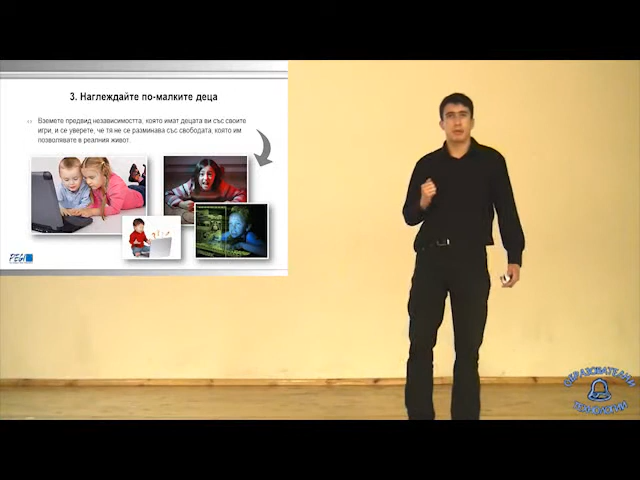 3. Наглеждайте по-малките деца
Вземете предвид независимостта, която имат децата ви със своите
игри, и се уверете, че тя не се разминава със свободата, която им
позволявате в реалния живот.
РЕСН
ОБРАЗОВАТЕЛНИ
ТЕХНОЛОГИИ